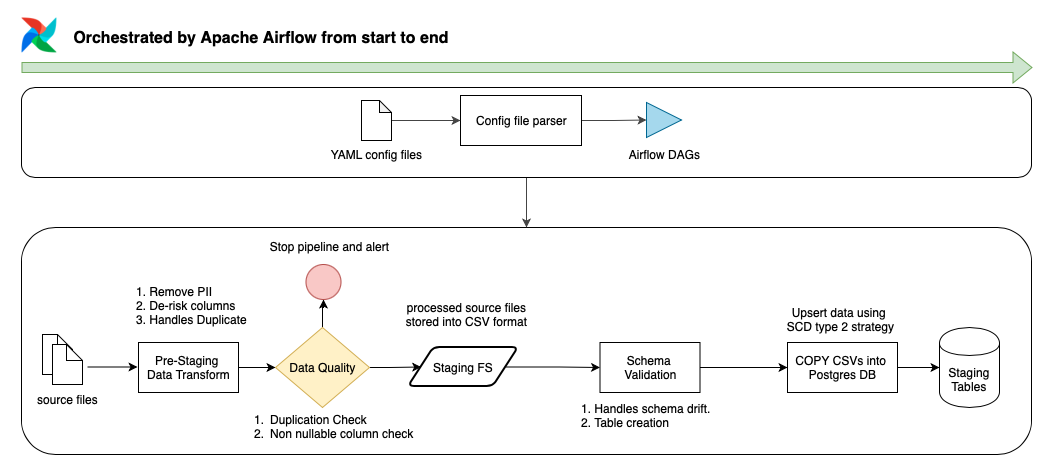 Orchestrated by Apache Airflow from start to end
Config file parser
YAML config files
Airflow DAGs
Stop pipeline and alert
1. Remove PII
2. De-risk columns
3. Handles Duplicate
processed source files
stored into CSV format
Upsert data using
SCD type 2 strategy
source files
Pre-Staging
Data Transform
Data Quality
1. Duplication Check
2. Non nullable column check
Staging FS
Schema
Validation
1. Handles schema drift.
2. Table creation
COPY CSVs into
Postgres DB
Staging
Tables